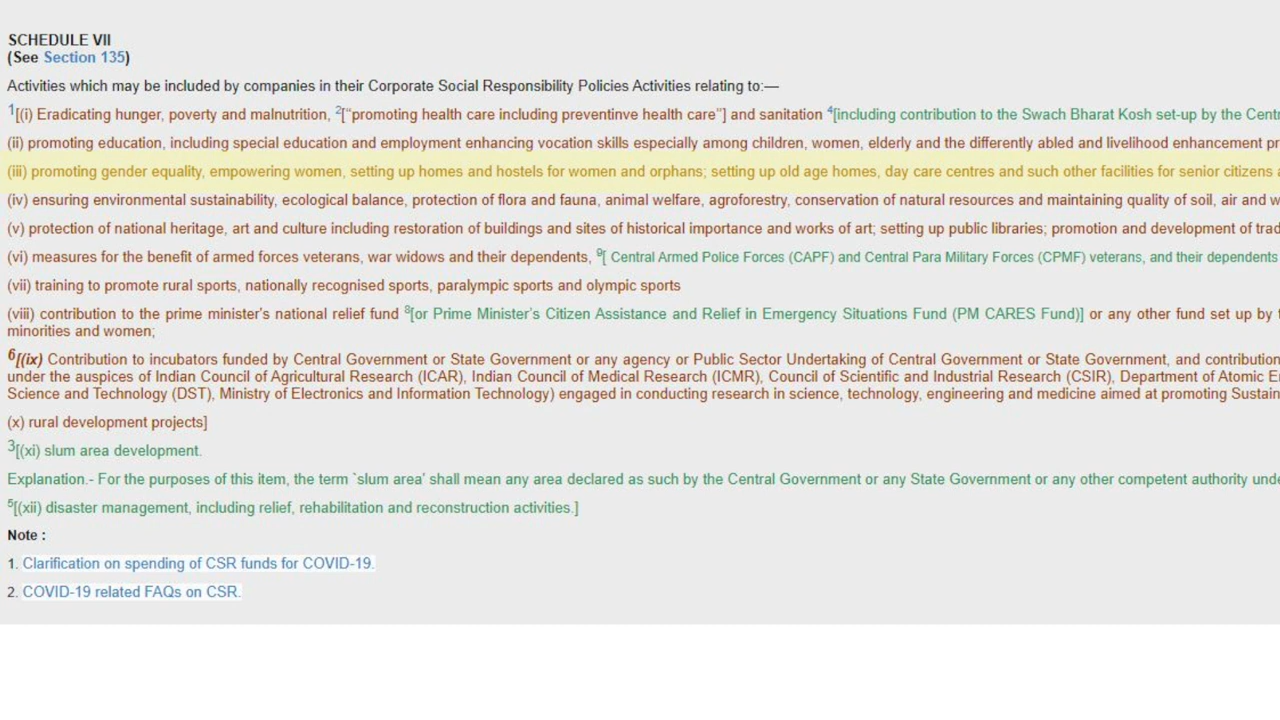 SCHEDULE VII
(See Section 135)
Activities which may be included by companies in their Corporate Social Responsibility Policies Activities relating to:—
1[(i) Eradicating hunger, poverty and malnutrition, 2["promoting health care including preventinve health care"] and sanitation 4[including contribution to the Swach Bharat Kosh set-up by the Centr
(ii) promoting education, including special education and employment enhancing vocation skills especially among children, women, elderly and the differently abled and livelihood enhancement pr
(iii) promoting gender equality, empowering women, setting up homes and hostels for women and orphans; setting up old age homes, day care centres and such other facilities for senior citizens a
(iv) ensuring environmental sustainability, ecological balance, protection of flora and fauna, animal welfare, agroforestry, conservation of natural resources and maintaining quality of soil, air and w
(v) protection of national heritage, art and culture including restoration of buildings and sites of historical importance and works of art; setting up public libraries; promotion and development of trad
(vi) measures for the benefit of armed forces veterans, war widows and their dependents, 9[ Central Armed Police Forces (CAPF) and Central Para Military Forces (CPMF) veterans, and their dependents
(vii) training to promote rural sports, nationally recognised sports, paralympic sports and olympic sports
(viii) contribution to the prime minister's national relief fund 8[or Prime Minister's Citizen Assistance and Relief in Emergency Situations Fund (PM CARES Fund)] or any other fund set up by t
minorities and women;
6[(ix) Contribution to incubators funded by Central Government or State Government or any agency or Public Sector Undertaking of Central Government or State Government, and contribution
under the auspices of Indian Council of Agricultural Research (ICAR), Indian Council of Medical Research (ICMR), Council of Scientific and Industrial Research (CSIR), Department of Atomic En
Science and Technology (DST), Ministry of Electronics and Information Technology) engaged in conducting research in science, technology, engineering and medicine aimed at promoting Sustain
(x) rural development projects]
3[(xi) slum area development.
Explanation.- For the purposes of this item, the term `slum area' shall mean any area declared as such by the Central Government or any State Government or any other competent authority unde
5[(xii) disaster management, including relief, rehabilitation and reconstruction activities.]
Note :
1. Clarification on spending of CSR funds for COVID-19.
2. COVID-19 related FAQs on CSR.